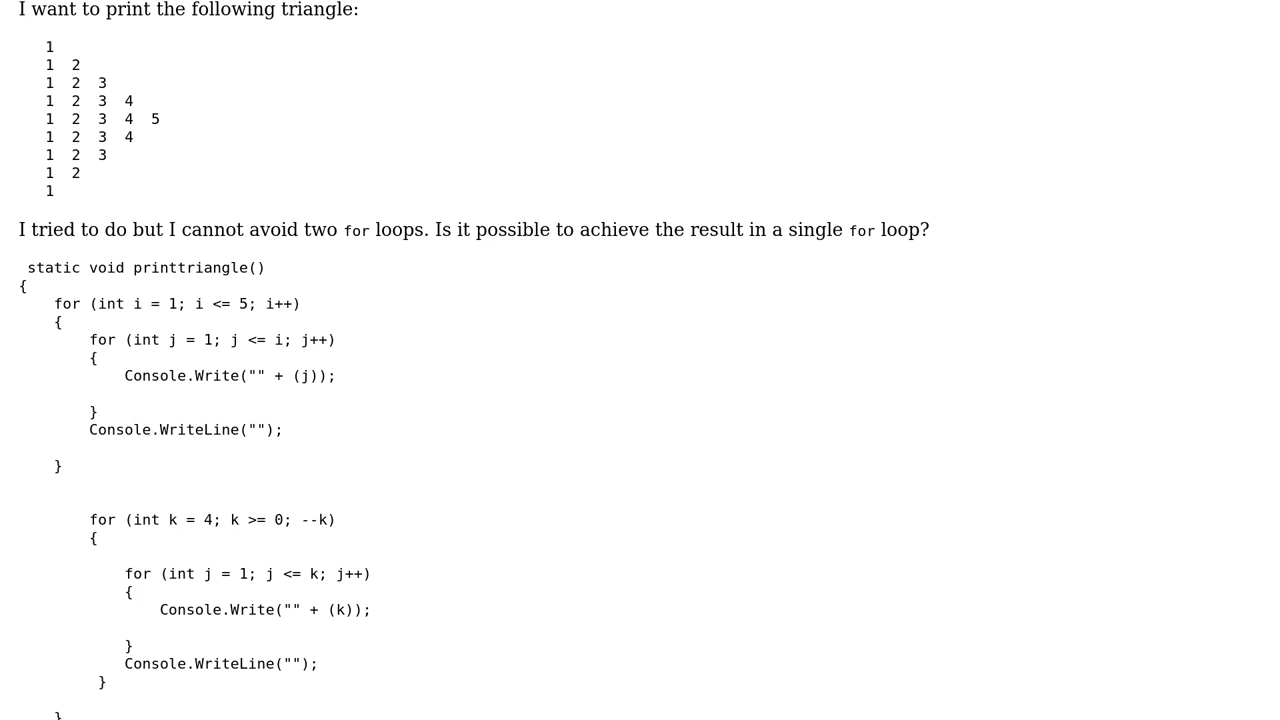 I want to print the following triangle:
1
1  2
1  2  3
1  2  3  4
1  2  3  4  5
1  2  3  4
1  2  3
1  2
1
I tried to do but I cannot avoid two for loops. Is it possible to achieve the result in a single for loop?
static void printtriangle()
{
    for (int i = 1; i <= 5; i++)
    {
        for (int j = 1; j <= i; j++)
        {
            Console.Write("" + (j));
        }
        Console.WriteLine("");
    }
        for (int k = 4; k >= 0; --k)
        {
            for (int j = 1; j <= k; j++)
            {
                Console.Write("" + (k));
            }
            Console.WriteLine("");
         }
    }